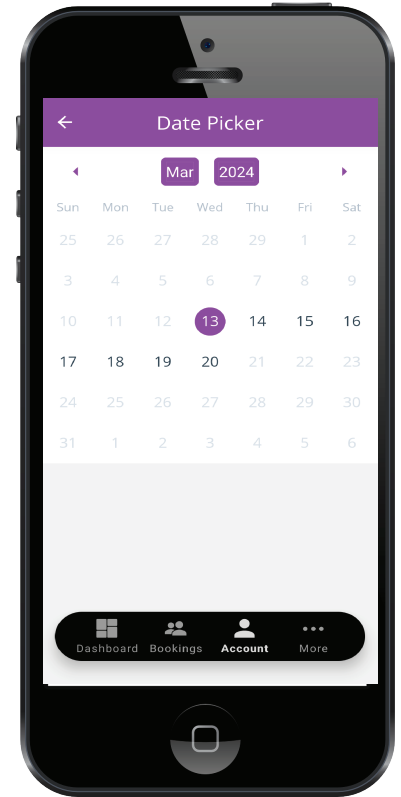 Date Picker
Mar 2024
Sun Mon Tue Wed Thu Fri Sat
25 26 27 28 29 1 2
3 4 5 6 7 8 9
10 11 12 13 14 15 16
17 18 19 20 21 22 23
24 25 26 27 28 29 30
31 1 2 3 4 5 6
Dashboard Bookings Account More